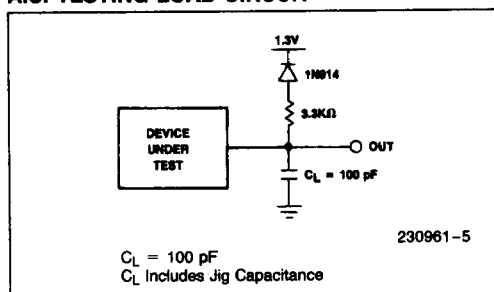 A.C. TESTING LOAD CIRCUIT
1.3V
1N914
3.3KΩ
DEVICE
UNDER
TEST
OUT
C_L = 100 pF
230961-5
C_L = 100 pF
C_L Includes Jig Capacitance